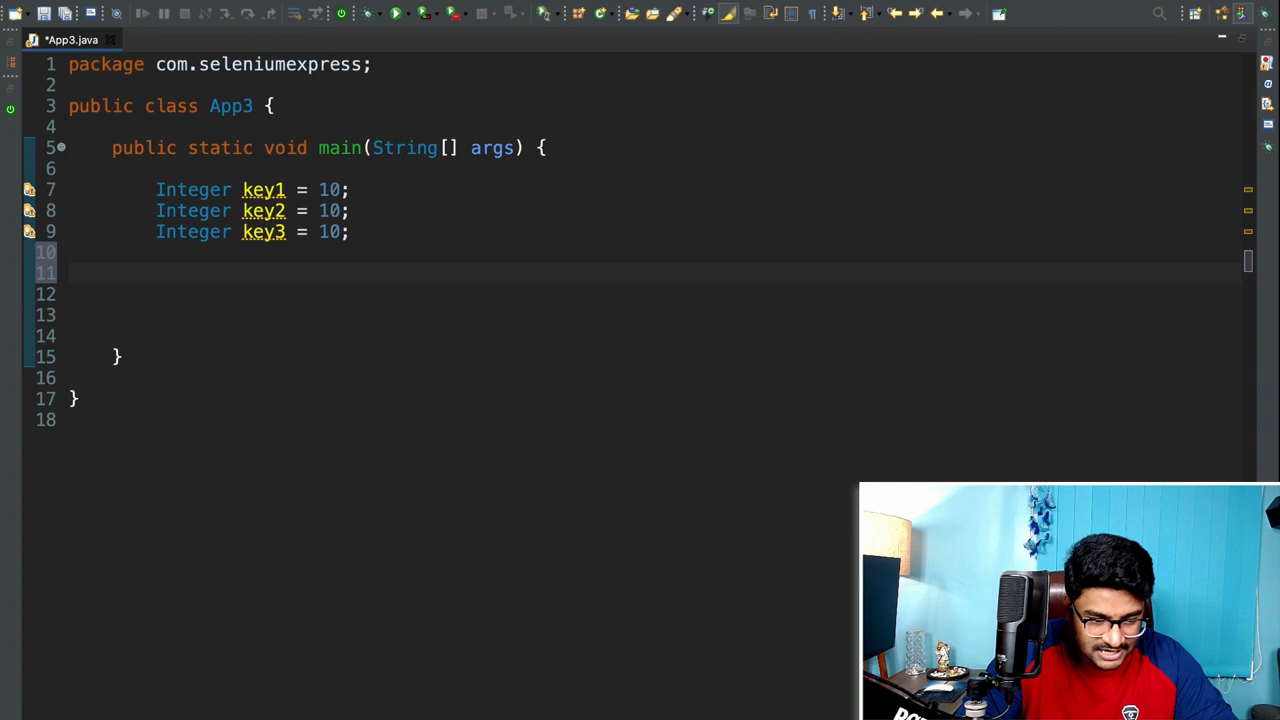 *App3.java
1 package com.seleniumexpress;
2
3 public class App3 {
4
5 public static void main(String[] args) {
6
7 Integer key1 = 10;
8 Integer key2 = 10;
9 Integer key3 = 10;
10
11
12
13
14
15 }
16
17 }
18